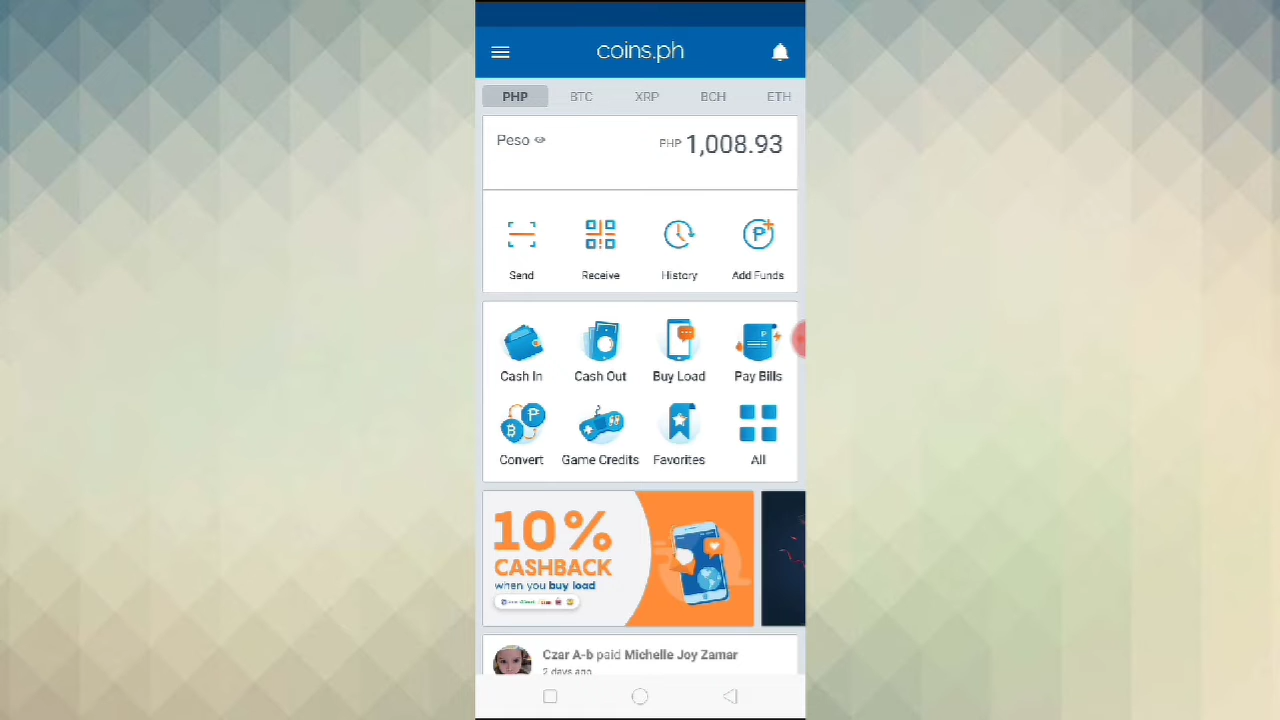 coins.ph
PHP BTC XRP BCH ETH
Peso PHP 1,008.93
Send Receive History Add Funds
Cash In Cash Out Buy Load Pay Bills
Convert Game Credits Favorites All
10%
CASHBACK
when you buy load
Czar A-b paid Michelle Joy Zamar
2 days ago